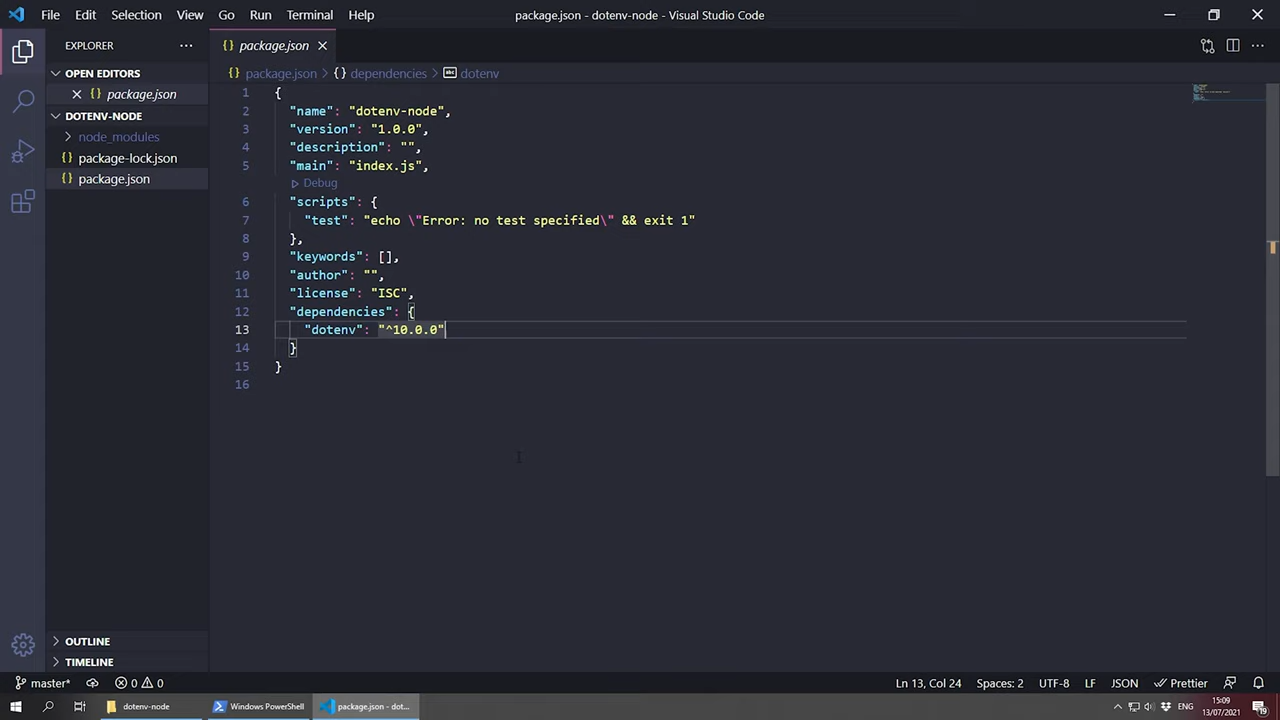 File Edit Selection View Go Run Terminal Help
package.json - dotenv-node - Visual Studio Code
EXPLORER
OPEN EDITORS
{} package.json
DOTENV-NODE
node_modules
{} package-lock.json
{} package.json
OUTLINE
TIMELINE
{} package.json
{} package.json > {} dependencies > abc dotenv
1 {
2 "name": "dotenv-node",
3 "version": "1.0.0",
4 "description": "",
5 "main": "index.js",
Debug
6 "scripts": {
7 "test": "echo \"Error: no test specified\" && exit 1"
8 },
9 "keywords": [],
10 "author": "",
11 "license": "ISC",
12 "dependencies": {
13 "dotenv": "^10.0.0"
14 }
15 }
16
master* 0 0 Ln 13, Col 24 Spaces: 2 UTF-8 LF JSON Prettier
dotenv-node Windows PowerShell package.json - dot... ENG 15:09
13/07/2021